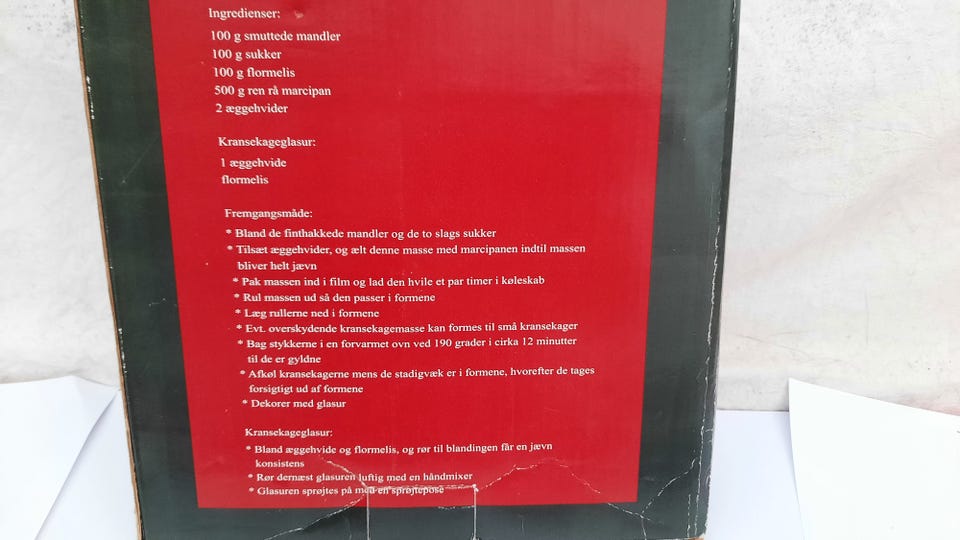 Ingredienser:
100 g smuttede mandler
100 g sukker
100 g flormelis
500 g ren rå marcipan
2 æggehvider
Kransekageglasur:
1 æggehvide
flormelis
Fremgangsmåde:
* Bland de finthakkede mandler og de to slags sukker
* Tilsæt æggehvider, og ælt denne masse med marcipanen indtil massen
bliver helt jævn
* Pak massen ind i film og lad den hvile et par timer i køleskab
* Rul massen ud så den passer i formene
* Læg rullerne ned i formene
* Evt. overskydende kransekagemasse kan formes til små kransekager
* Bag stykkerne i en forvarmet ovn ved 190 grader i cirka 12 minutter
til de er gyldne
* Afkøl kransekagerne mens de stadigvæk er i formene, hvorefter de tages
forsigtigt ud af formene
* Dekorer med glasur
Kransekageglasur:
* Bland æggehvide og flormelis, og rør til blandingen får en jævn
konsistens
* Rør dernæst glasuren luftig med en håndmixer
* Glasuren sprøjtes på med en sprøjtepose